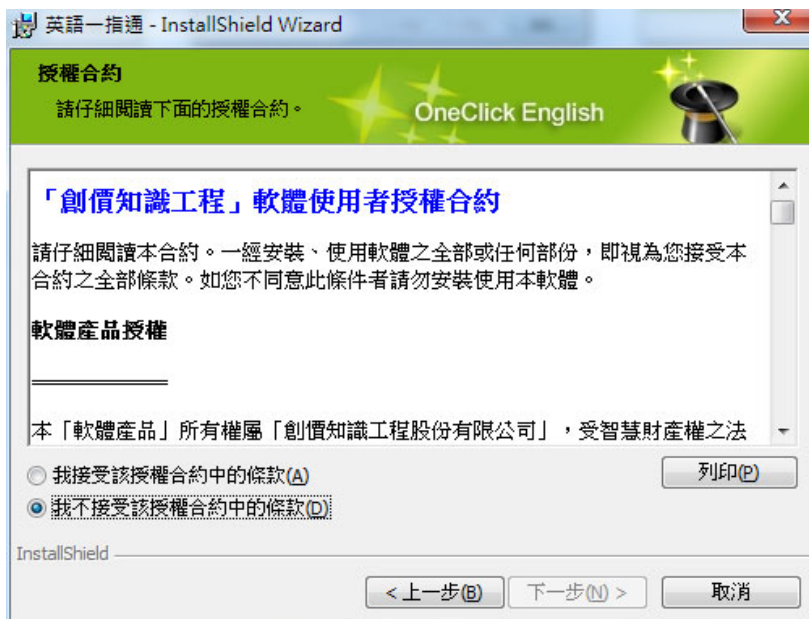 英語一指通 - InstallShield Wizard
授權合約
請仔細閱讀下面的授權合約。
OneClick English
「創價知識工程」軟體使用者授權合約
請仔細閱讀本合約。一經安裝、使用軟體之全部或任何部份，即視為您接受本
合約之全部條款。如您不同意此條件者請勿安裝使用本軟體。
軟體產品授權
本「軟體產品」所有權屬「創價知識工程股份有限公司」，受智慧財產權之法
我接受該授權合約中的條款(A)
列印(P)
我不接受該授權合約中的條款(D)
InstallShield
< 上一步(B)
下一步(N) >
取消